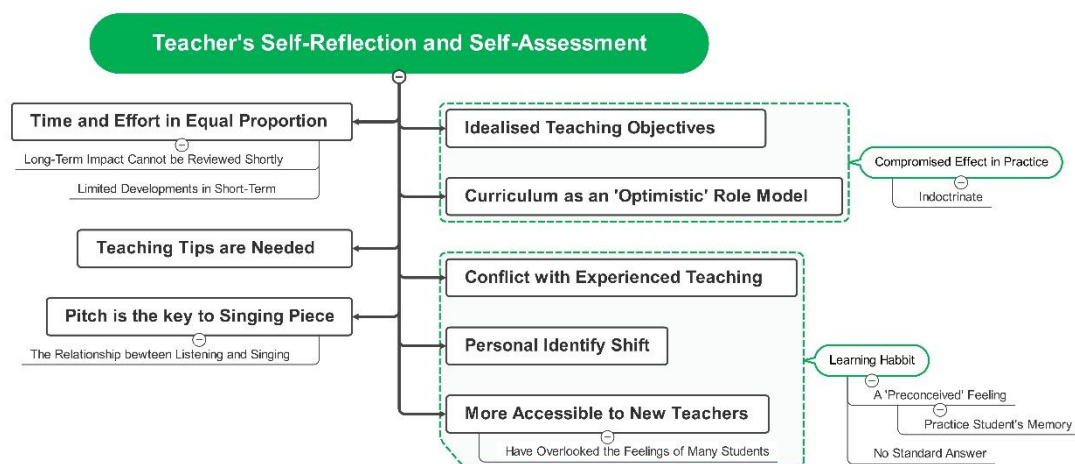 Teacher's Self-Reflection and Self-Assessment
Time and Effort in Equal Proportion
Long-Term Impact Cannot be Reviewed Shortly
Limited Developments in Short-Term
Teaching Tips are Needed
Pitch is the key to Singing Piece
The Relationship bewteen Listening and Singing
Idealised Teaching Objectives
Curriculum as an 'Optimistic' Role Model
Compromised Effect in Practice
Indoctrinate
Conflict with Experienced Teaching
Personal Identify Shift
More Accessible to New Teachers
Have Overlooked the Feelings of Many Students
Learning Habbit
A 'Preconceived' Feeling
Practice Student's Memory
No Standard Answer